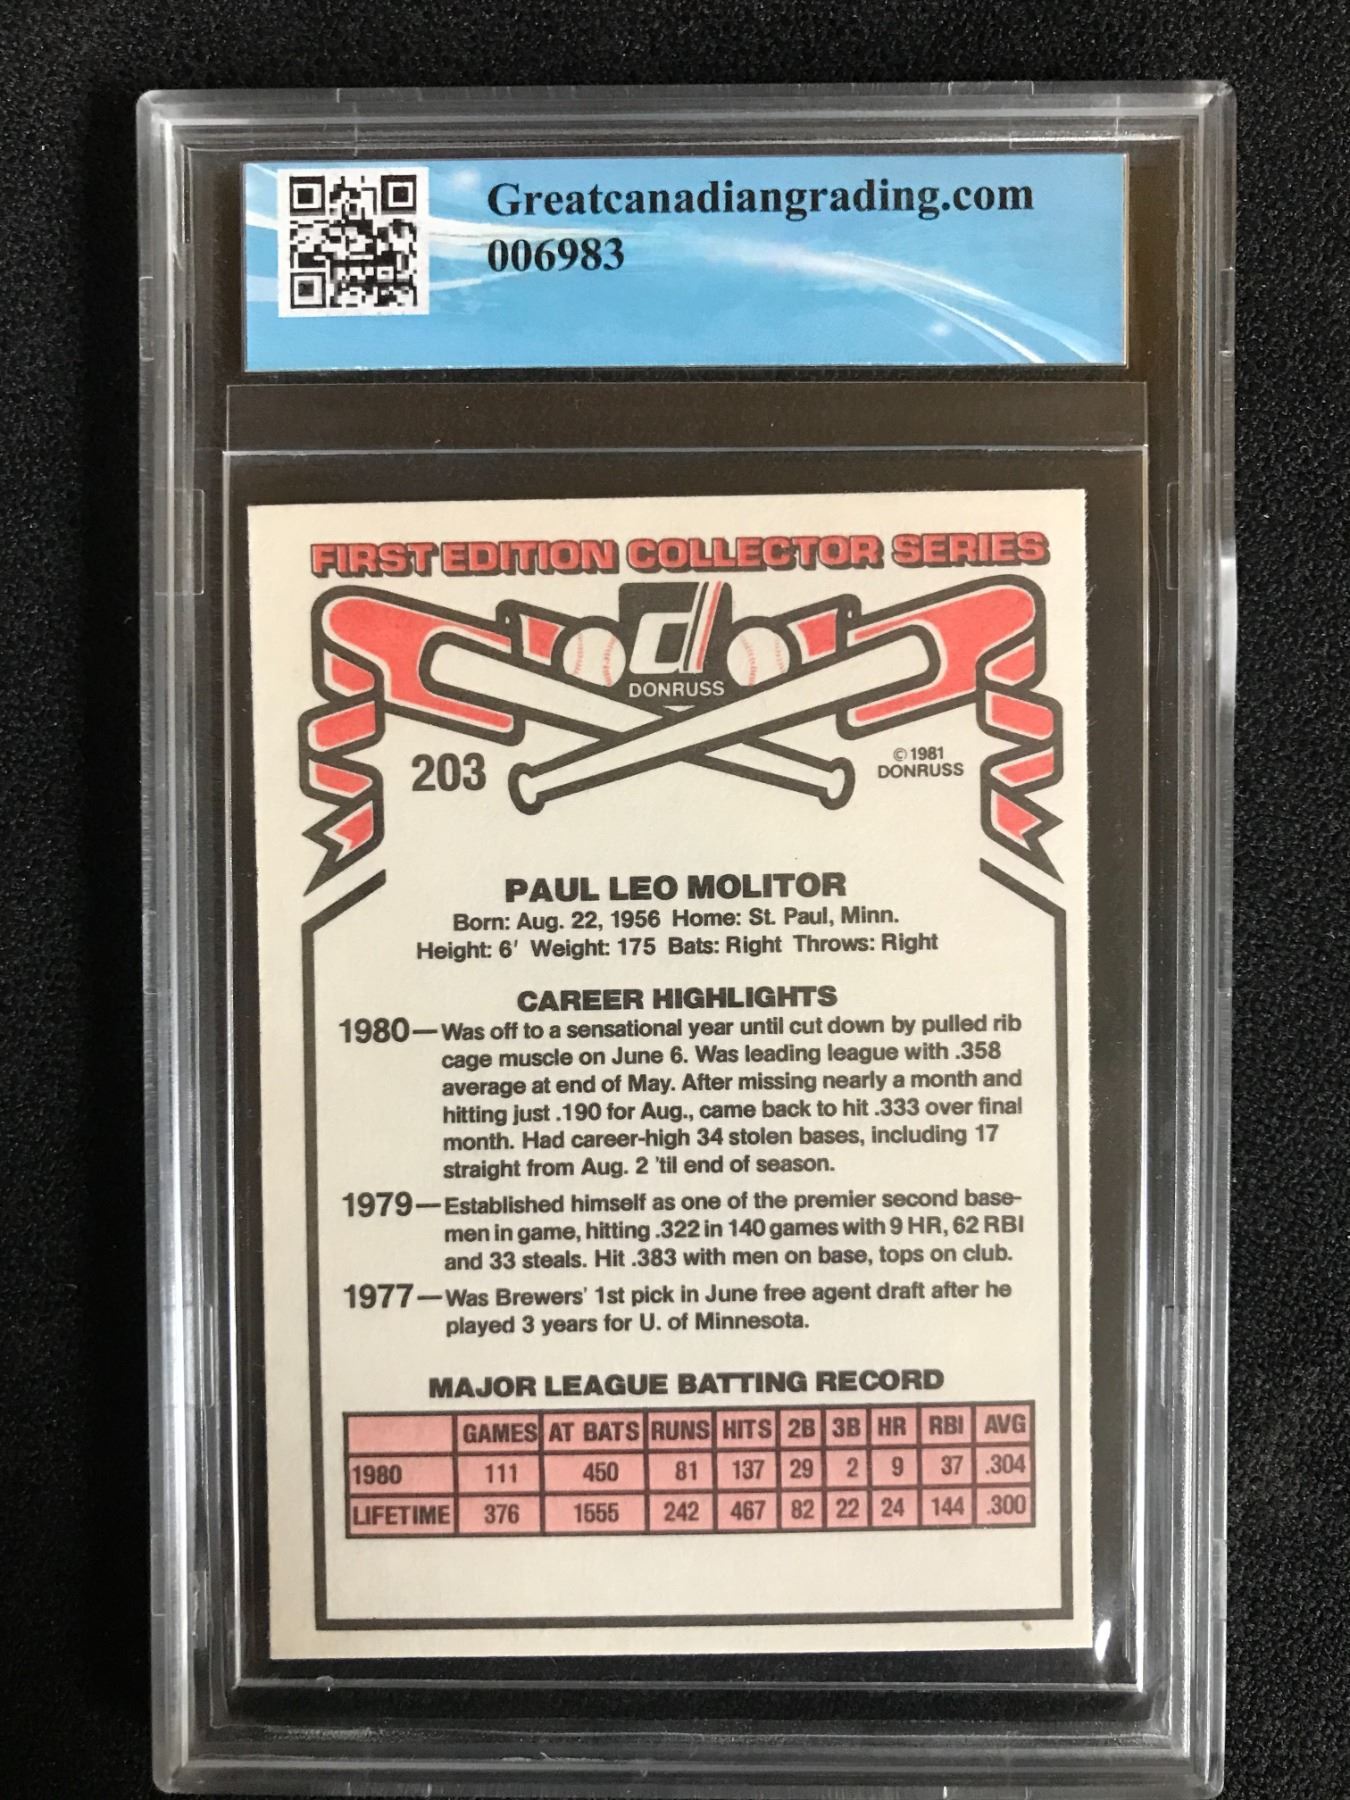 Greatcanadiangrading.com
006983
FIRST EDITION COLLECTOR SERIES
d
DONRUSS
203
© 1981
DONRUSS
PAUL LEO MOLITOR
Born: Aug. 22, 1956 Home: St. Paul, Minn.
Height: 6' Weight: 175 Bats: Right Throws: Right
CAREER HIGHLIGHTS
1980—Was off to a sensational year until cut down by pulled rib
cage muscle on June 6. Was leading league with .358
average at end of May. After missing nearly a month and
hitting just .190 for Aug., came back to hit .333 over final
month. Had career-high 34 stolen bases, including 17
straight from Aug. 2 'til end of season.
1979—Established himself as one of the premier second base-
men in game, hitting .322 in 140 games with 9 HR, 62 RBI
and 33 steals. Hit .383 with men on base, tops on club.
1977—Was Brewers' 1st pick in June free agent draft after he
played 3 years for U. of Minnesota.
MAJOR LEAGUE BATTING RECORD
GAMES AT BATS RUNS HITS 2B 3B HR RBI AVG
1980 111 450 81 137 29 2 9 37 .304
LIFETIME 376 1555 242 467 82 22 24 144 .300